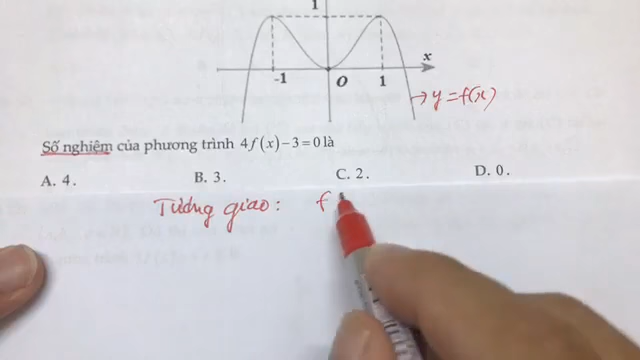 1
x
-1 O 1
y = f(x)
Số nghiệm của phương trình 4f(x)−3=0 là
A. 4. B. 3. C. 2. D. 0.
Tương giao: f